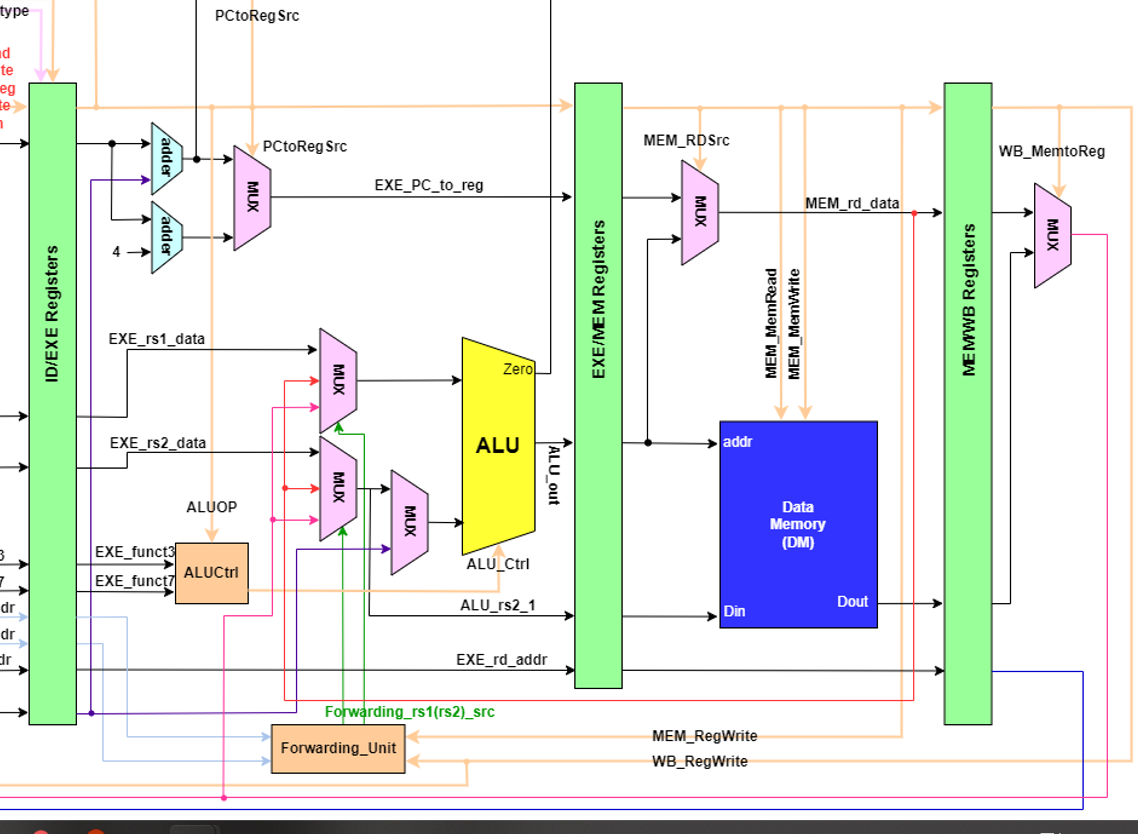 type
PCtoRegSrc
PCtoRegSrc
adder
MUX
adder
4
EXE_PC_to_reg
ID/EXE Registers
EXE_rs1_data
MUX
EXE_rs2_data
MUX
MUX
Zero
ALU
ALU_out
ALUOP
EXE_funct3
EXE_funct7
ALUCtrl
ALU_Ctrl
ALU_rs2_1
EXE_rd_addr
Forwarding_rs1(rs2)_src
Forwarding_Unit
EXE/MEM Registers
MEM_RDSrc
MUX
MEM_rd_data
MEM_MemRead
MEM_MemWrite
addr
Data
Memory
(DM)
Din
Dout
MEM_RegWrite
WB_RegWrite
MEM/WB Registers
WB_MemtoReg
MUX